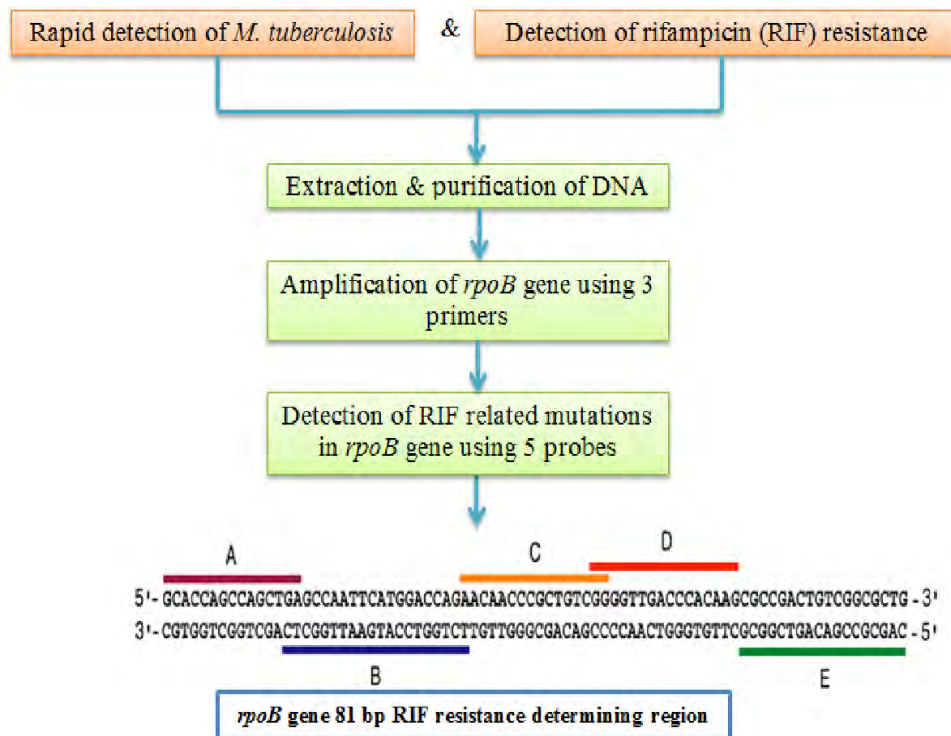 Rapid detection of M. tuberculosis & Detection of rifampicin (RIF) resistance
Extraction & purification of DNA
Amplification of rpoB gene using 3
primers
Detection of RIF related mutations
in rpoB gene using 5 probes
A C D
5'- GCACCAGCCAGCTGAGCCAATTCATGGACCAGAACAACCCGCTGTCGGGGTTGACCCACAAGCGCCGACTGTCGGCGCTG -3'
3'- CGTGGTCGGTCGACTCGGTTAAGTACCTGGTCTTGTTGGGCGACAGCCCCAACTGGGTGTTCGCGGCTGACAGCCGCGAC -5'
B E
rpoB gene 81 bp RIF resistance determining region